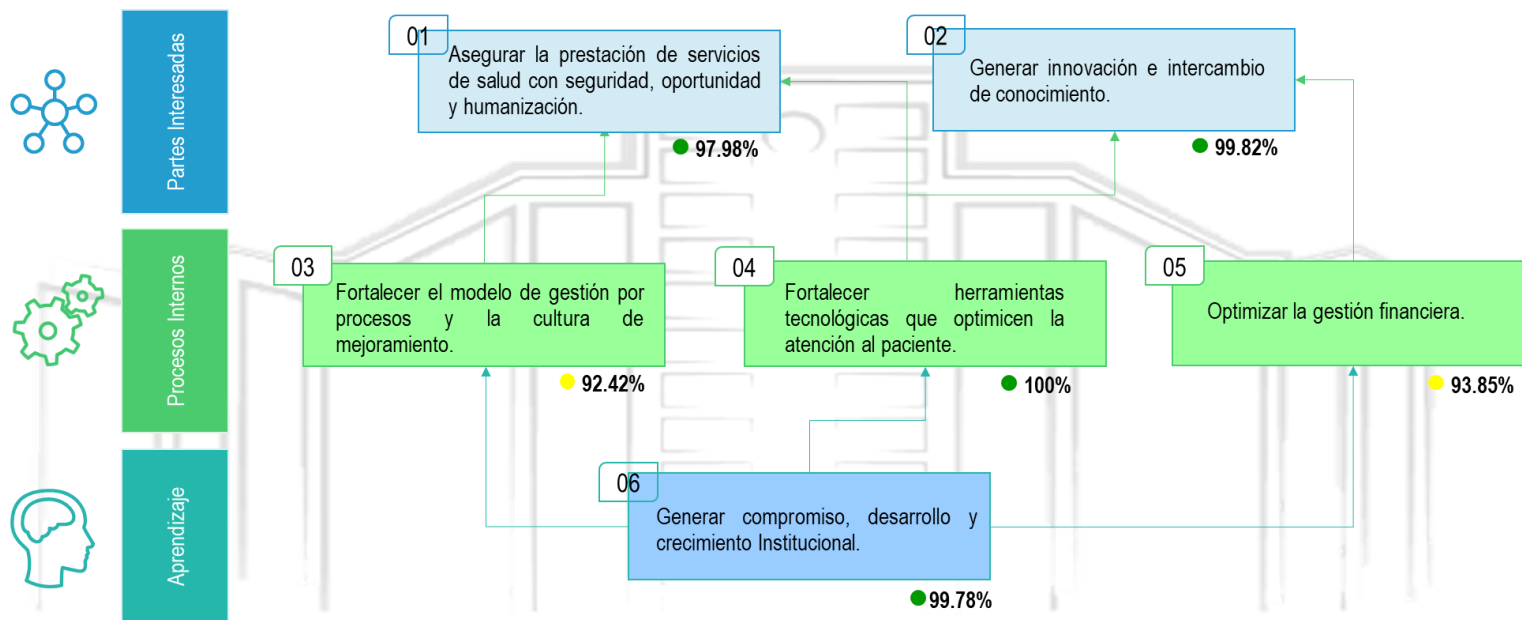 Partes Interesadas
01
Asegurar la prestación de servicios
de salud con seguridad, oportunidad
y humanización.
97.98%
02
Generar innovación e intercambio
de conocimiento.
99.82%
Procesos Internos
03
Fortalecer el modelo de gestión por
procesos y la cultura de
mejoramiento.
92.42%
04
Fortalecer herramientas
tecnológicas que optimicen la
atención al paciente.
100%
05
Optimizar la gestión financiera.
93.85%
Aprendizaje
06
Generar compromiso, desarrollo y
crecimiento Institucional.
99.78%